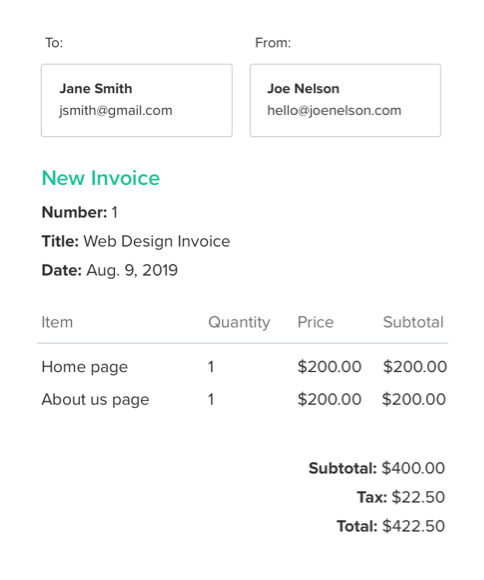 To: From:
Jane Smith Joe Nelson
jsmith@gmail.com hello@joenelson.com
New Invoice
Number: 1
Title: Web Design Invoice
Date: Aug. 9, 2019
Item Quantity Price Subtotal
Home page 1 $200.00 $200.00
About us page 1 $200.00 $200.00
Subtotal: $400.00
Tax: $22.50
Total: $422.50